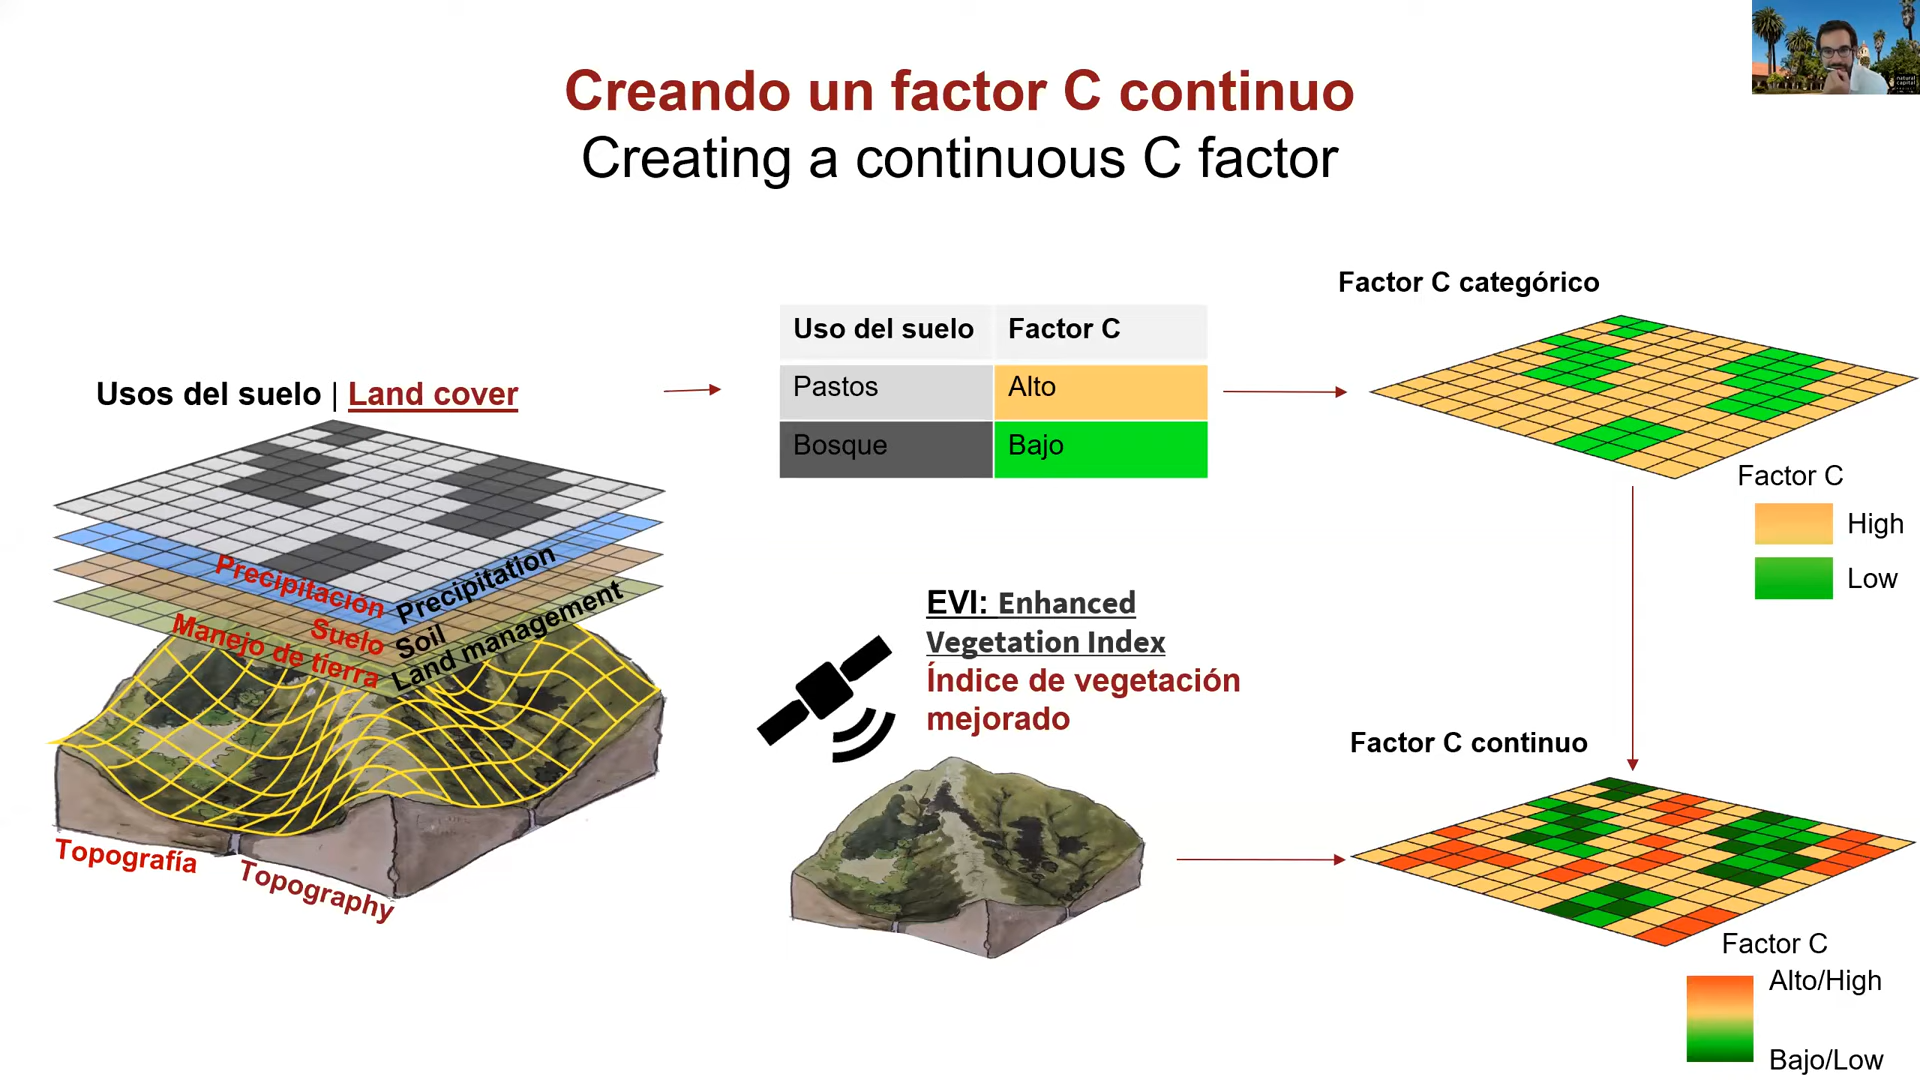 Creando un factor C continuo
Creating a continuous C factor
natural
capital
Usos del suelo | Land cover
Precipitación
Precipitation
Suelo
Soil
Manejo de tierra
Land management
Topografía
Topography
Uso del suelo Factor C
Pastos Alto
Bosque Bajo
EVI: Enhanced
Vegetation Index
Índice de vegetación
mejorado
Factor C categórico
Factor C
High
Low
Factor C continuo
Factor C
Alto/High
Bajo/Low